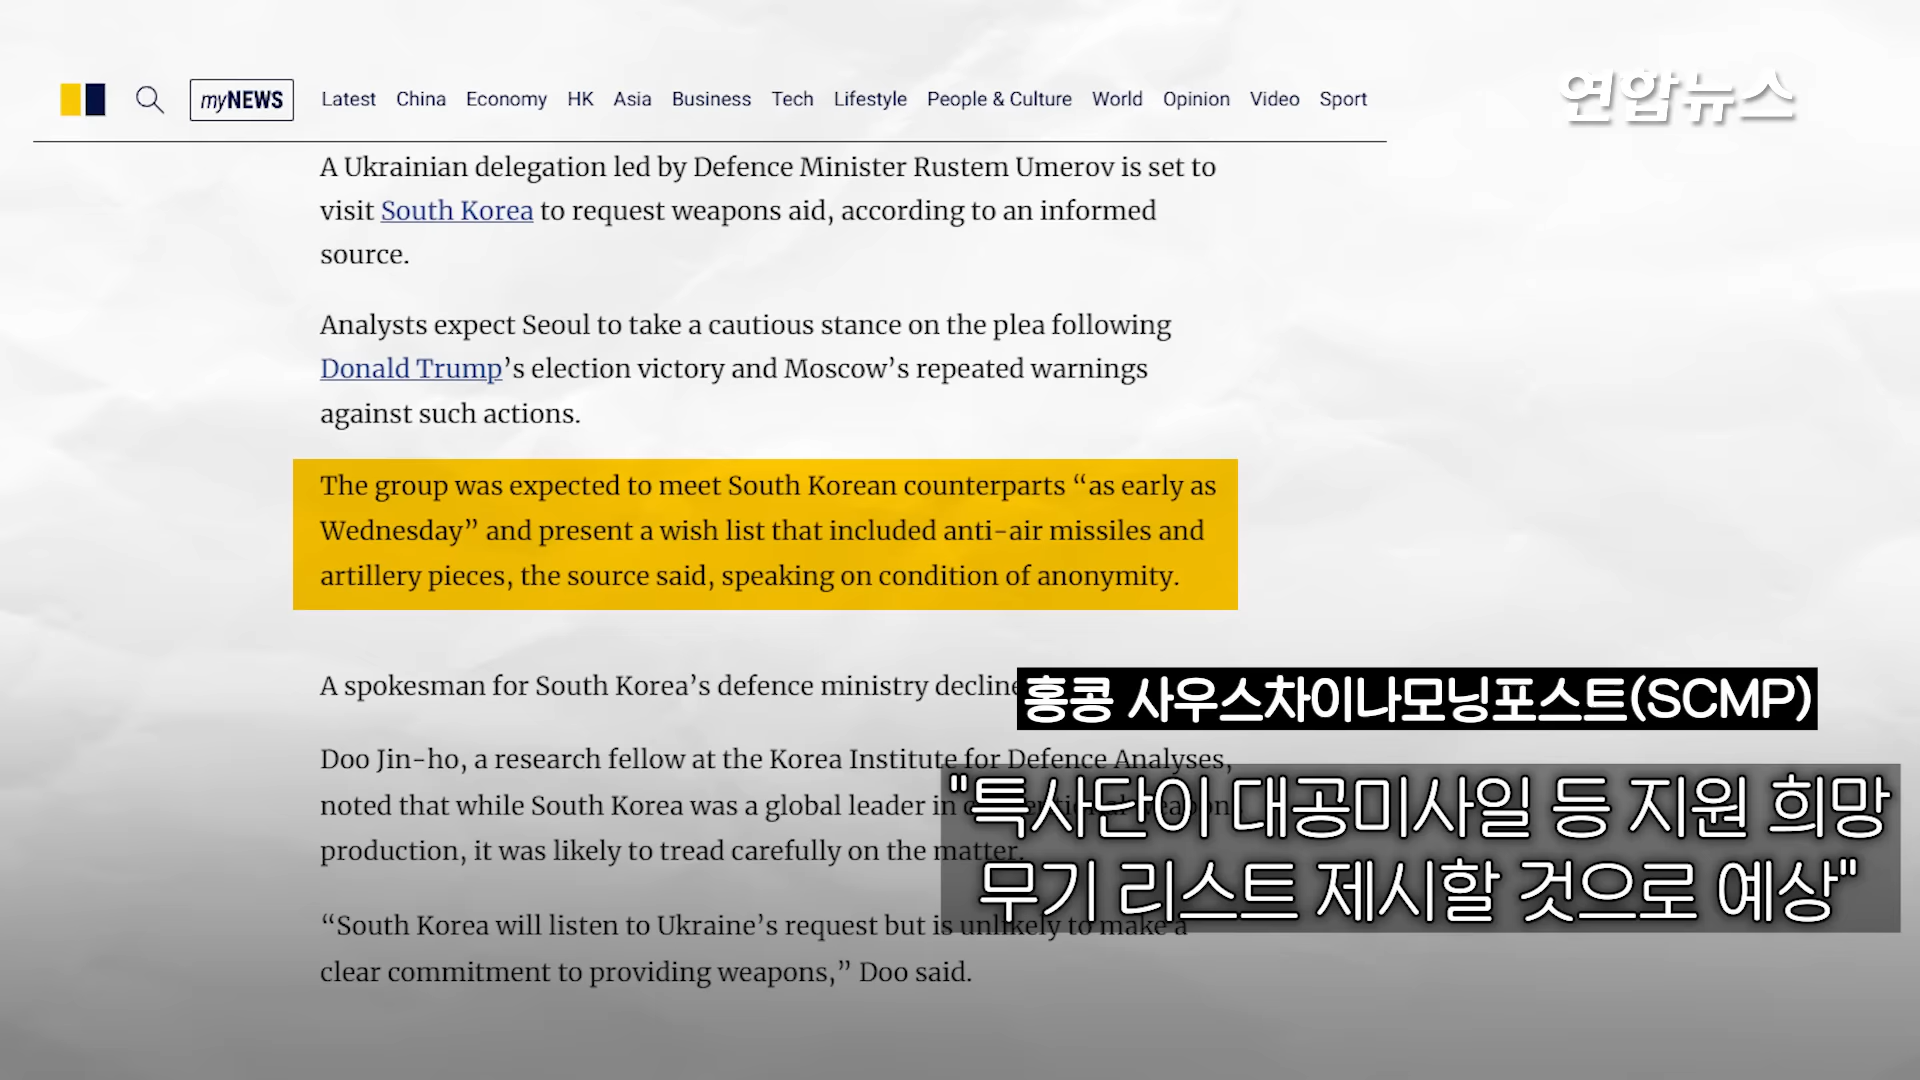 myNEWS Latest China Economy HK Asia Business Tech Lifestyle People & Culture World Opinion Video Sport
연합뉴스
A Ukrainian delegation led by Defence Minister Rustem Umerov is set to
visit South Korea to request weapons aid, according to an informed
source.
Analysts expect Seoul to take a cautious stance on the plea following
Donald Trump’s election victory and Moscow’s repeated warnings
against such actions.
The group was expected to meet South Korean counterparts “as early as
Wednesday” and present a wish list that included anti-air missiles and
artillery pieces, the source said, speaking on condition of anonymity.
A spokesman for South Korea’s defence ministry
홍콩 사우스차이나모닝포스트(SCMP)
Doo Jin-ho, a research fellow at the Korea Institute for Defence Analyses,
noted that while South Korea was a global leader in
production, it was likely to tread carefully on the matter.
"특사단이 대공미사일 등 지원 희망
무기 리스트 제시할 것으로 예상"
“South Korea will listen to Ukraine’s request but is unlikely to make a
clear commitment to providing weapons,” Doo said.